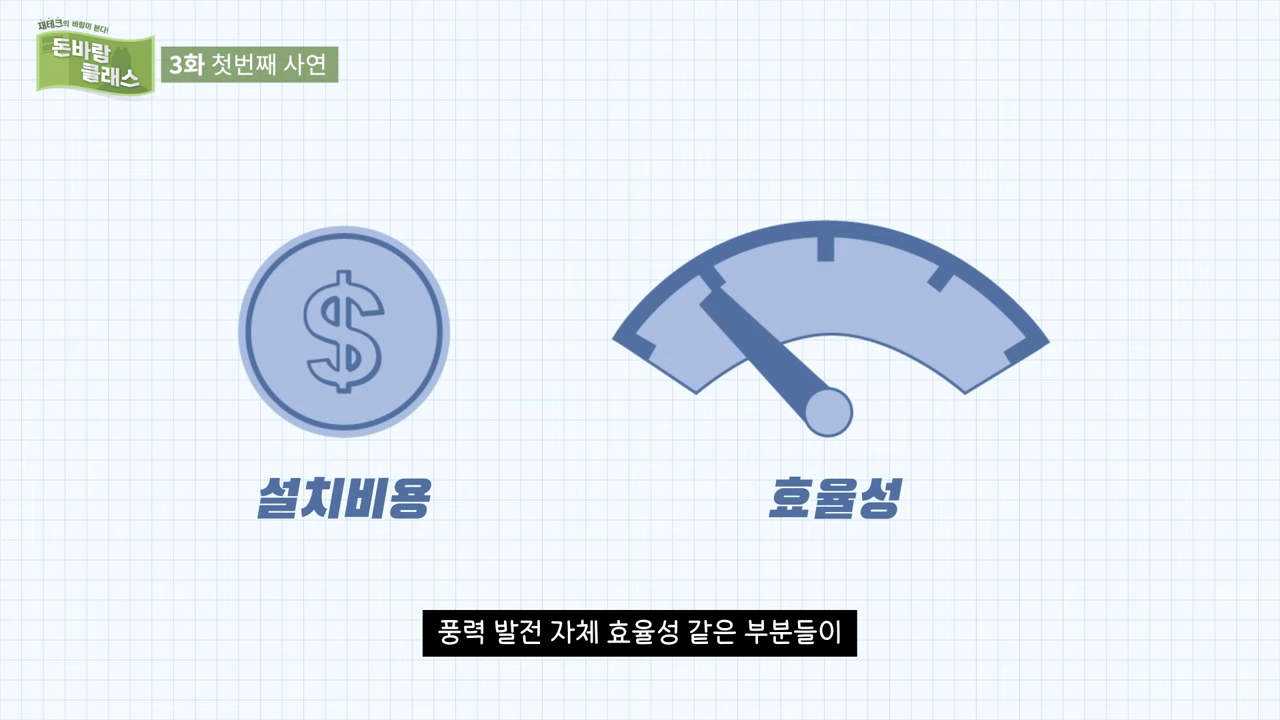 재테크의 바람이 분다!
돈바람
클래스
3화 첫번째 사연
$
설치비용
효율성
풍력 발전 자체 효율성 같은 부분들이